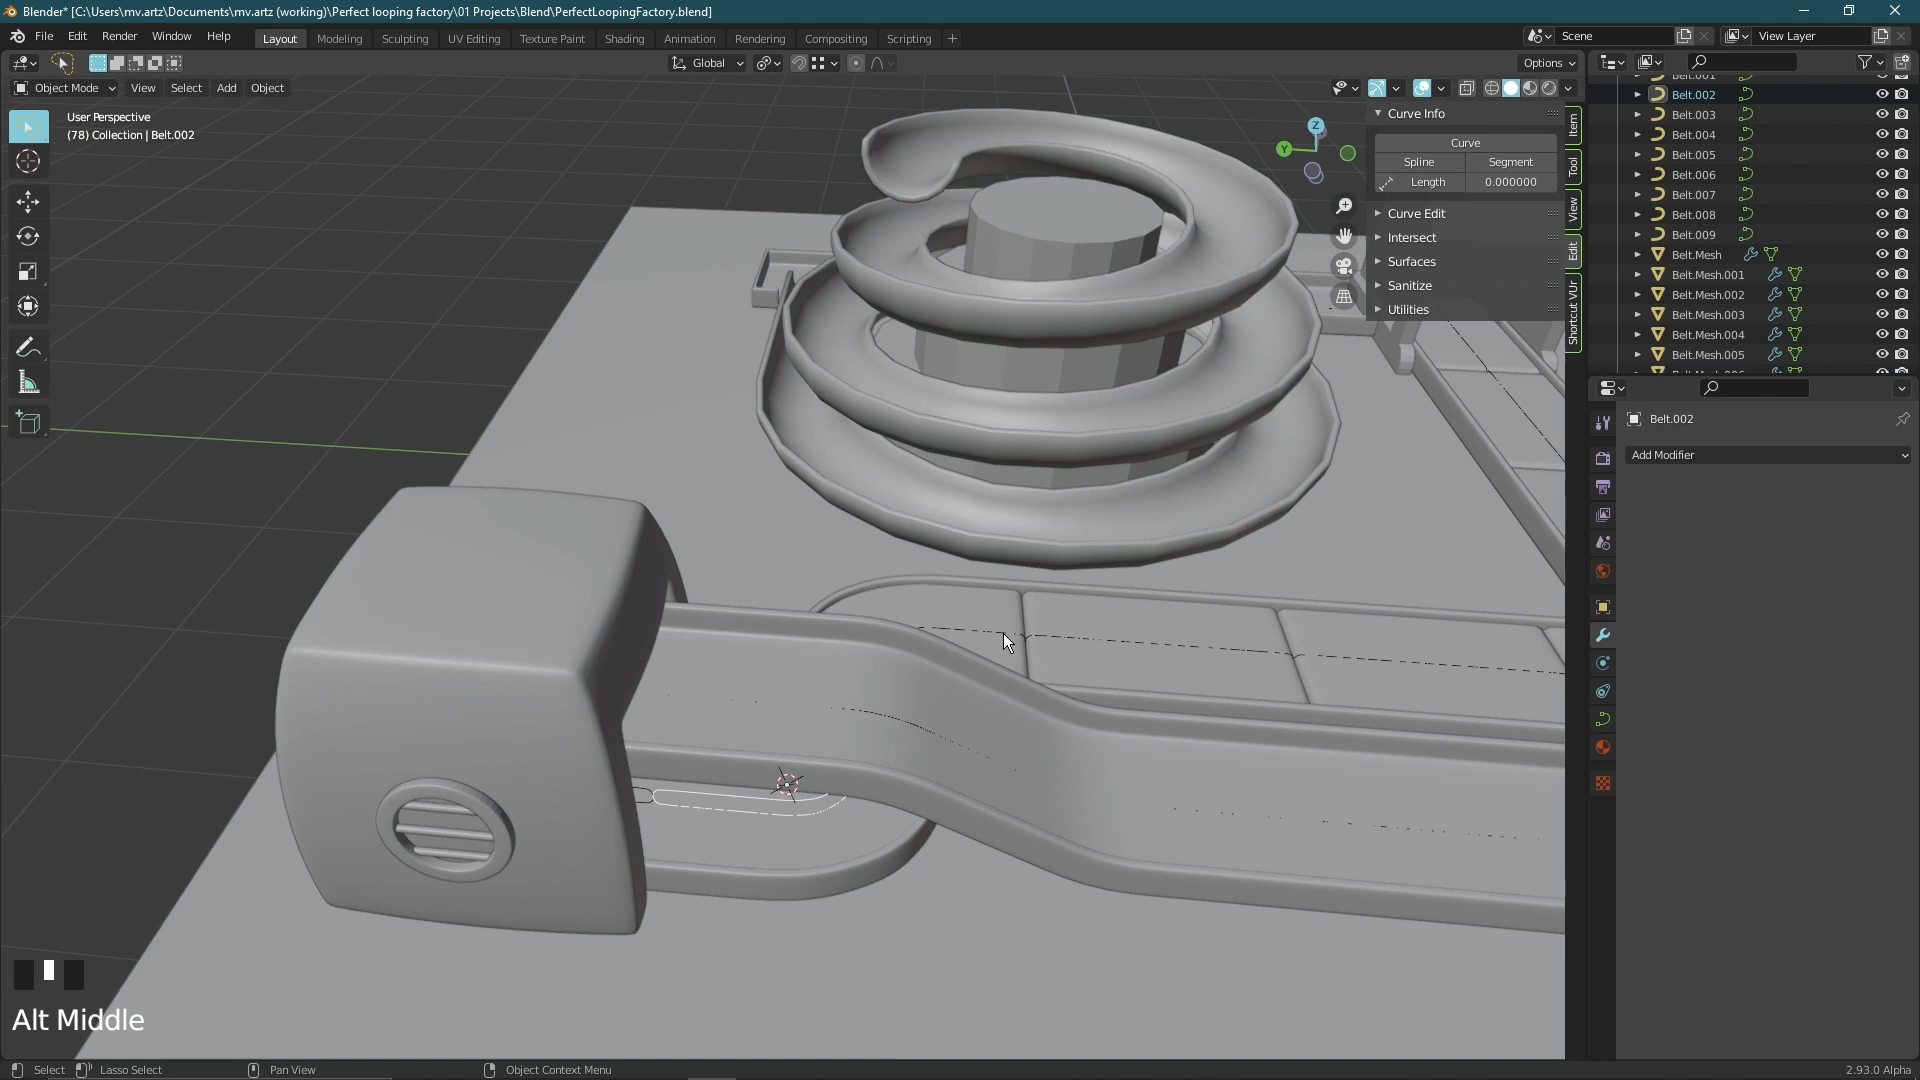 Blender* [C:\Users\mv.artz\Documents\mv.artz (working)\Perfect looping factory\01 Projects\Blend\PerfectLoopingFactory.blend]
File Edit Render Window Help
Layout Modeling Sculpting UV Editing Texture Paint Shading Animation Rendering Compositing Scripting +
Scene
View Layer
Global
Options
Object Mode View Select Add Object
User Perspective
(78) Collection | Belt.002
Z
Y
Curve Info
Curve
Spline Segment
Length 0.000000
Curve Edit
Intersect
Surfaces
Sanitize
Utilities
Item
Tool
View
Edit
Shortcut VUr
Belt.001
Belt.002
Belt.003
Belt.004
Belt.005
Belt.006
Belt.007
Belt.008
Belt.009
Belt.Mesh
Belt.Mesh.001
Belt.Mesh.002
Belt.Mesh.003
Belt.Mesh.004
Belt.Mesh.005
Belt.002
Add Modifier
Alt Middle
Select
Lasso Select
Pan View
Object Context Menu
2.93.0 Alpha